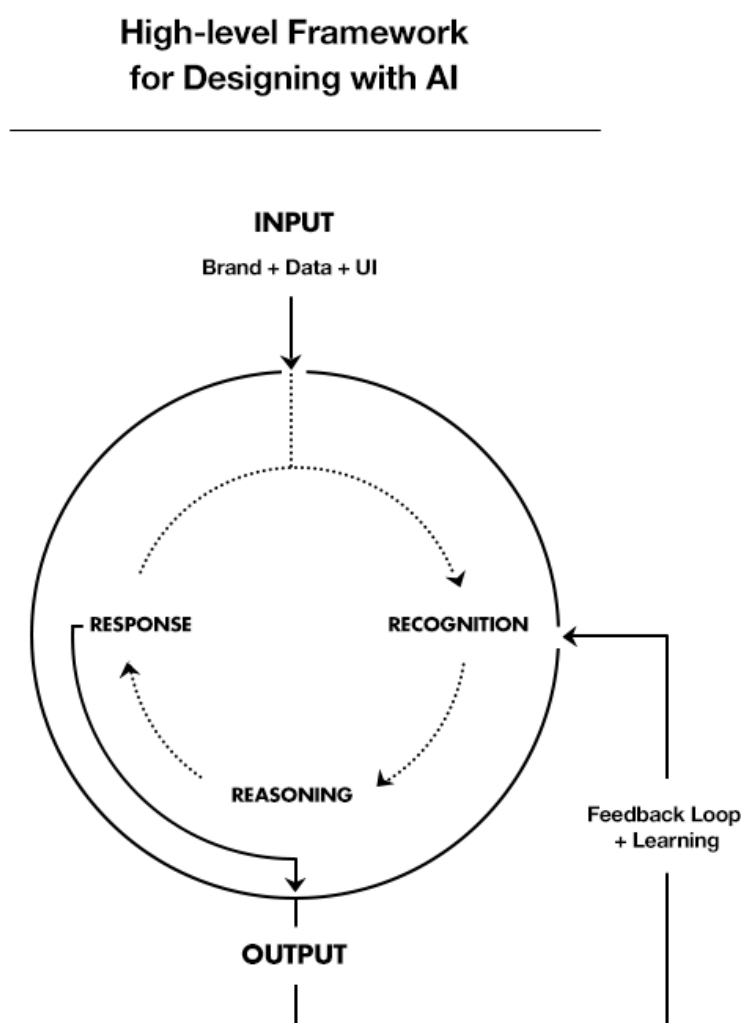 High-level Framework
for Designing with AI
INPUT
Brand + Data + UI
RESPONSE
RECOGNITION
REASONING
Feedback Loop
+ Learning
OUTPUT